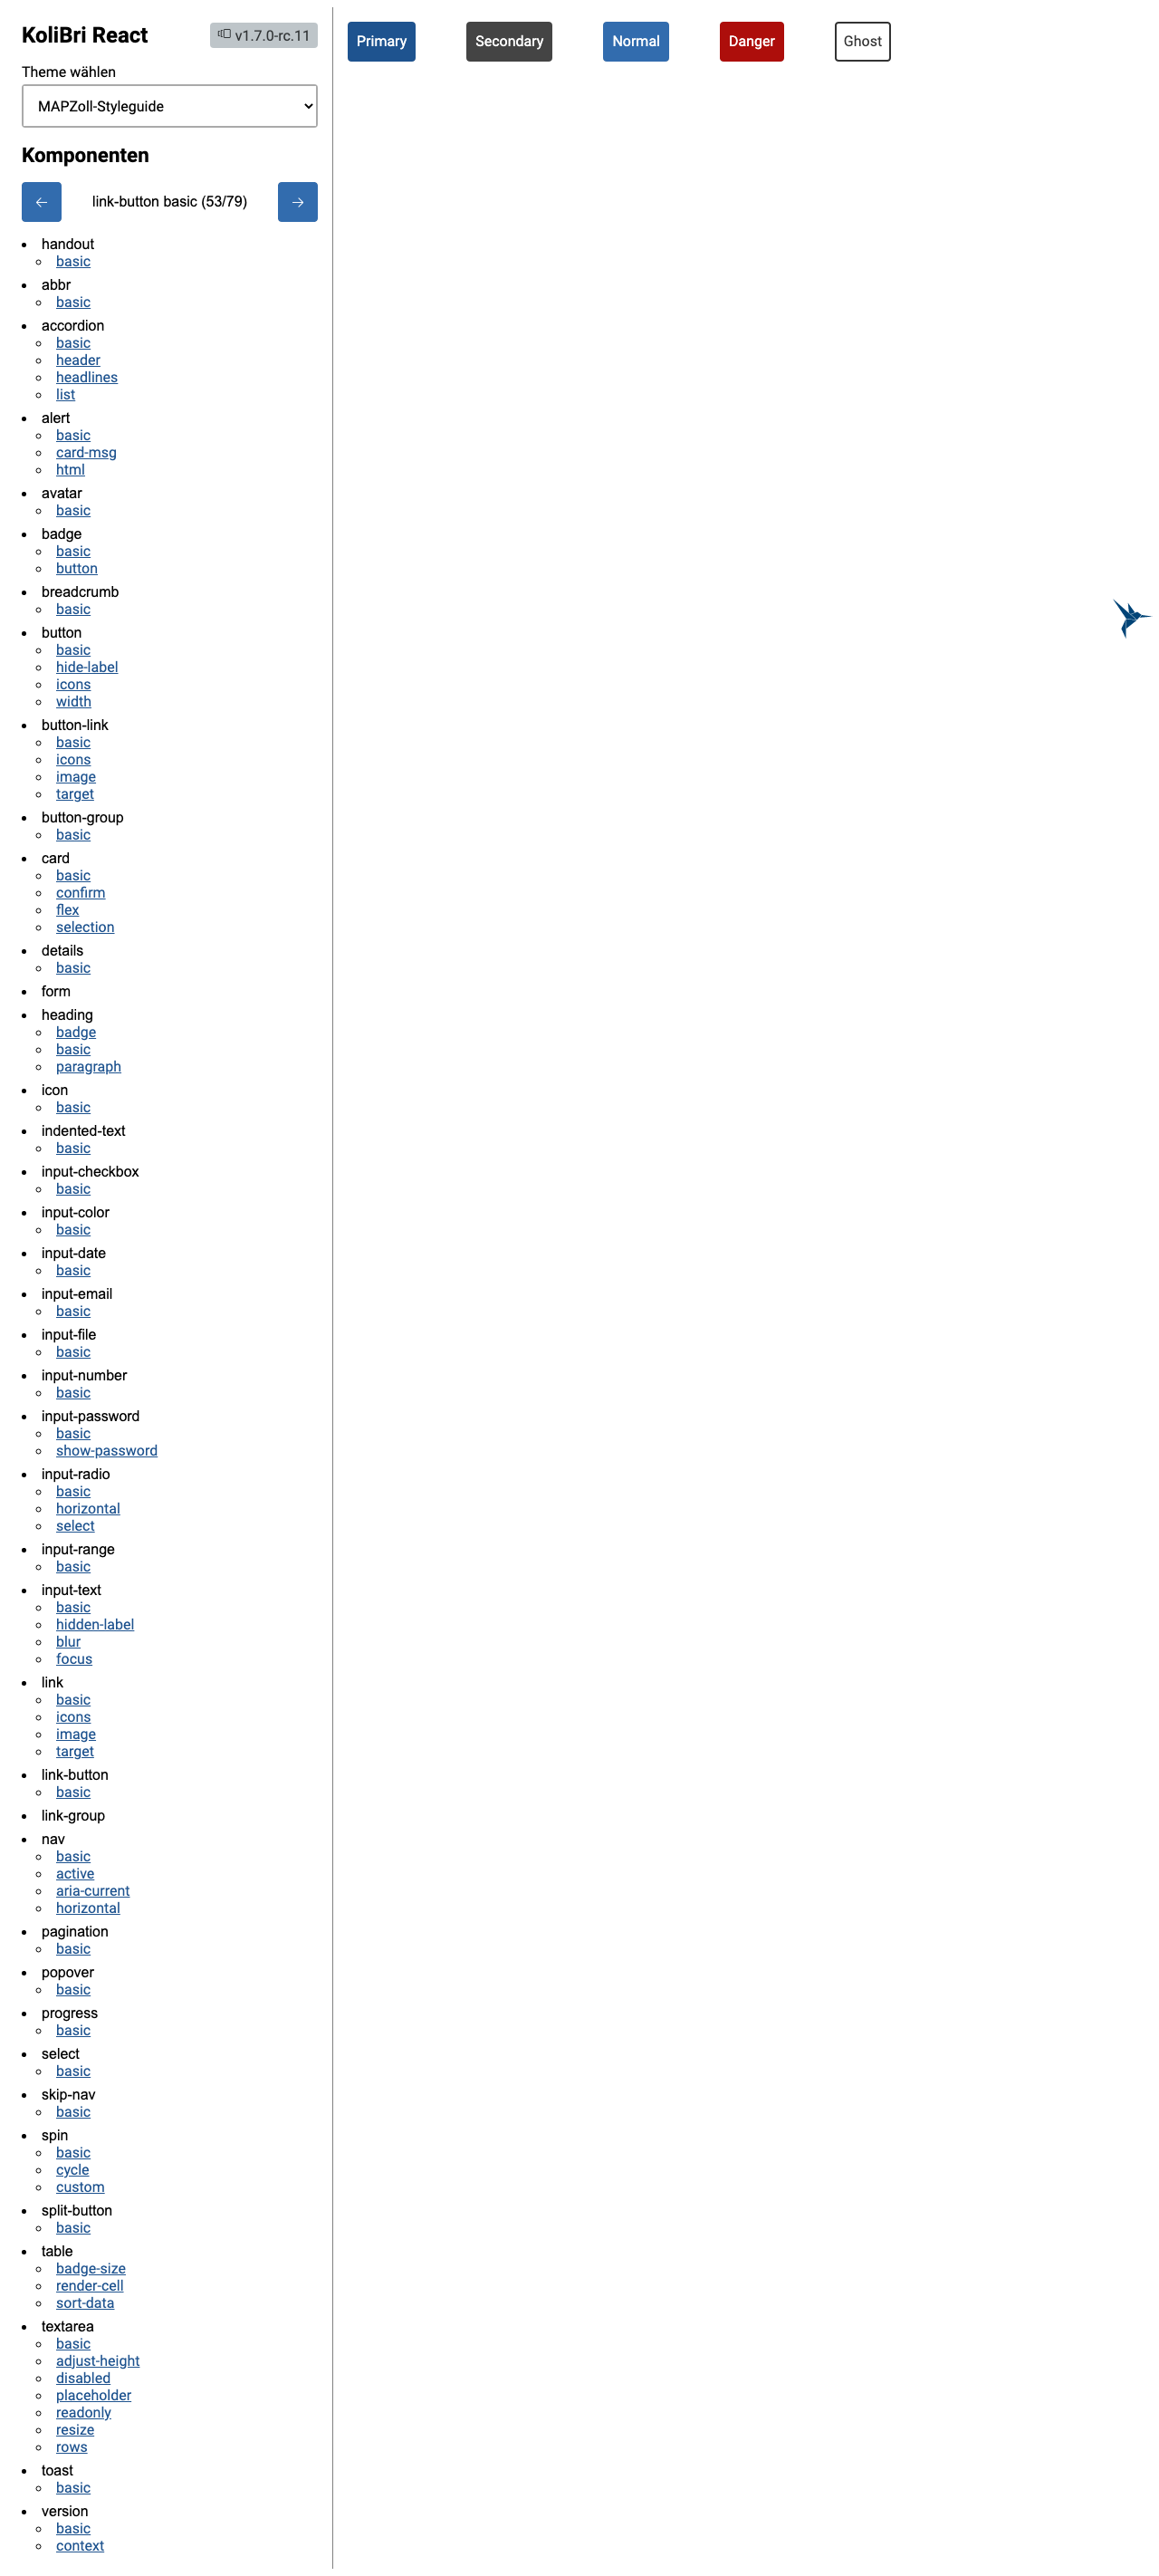 KoliBri React
v1.7.0-rc.11
Theme wählen
MAPZoll-Styleguide
Komponenten
← link-button basic (53/79) →
handout
basic
abbr
basic
accordion
basic
header
headlines
list
alert
basic
card-msg
html
avatar
basic
badge
basic
button
breadcrumb
basic
button
basic
hide-label
icons
width
button-link
basic
icons
image
target
button-group
basic
card
basic
confirm
flex
selection
details
basic
form
heading
badge
basic
paragraph
icon
basic
indented-text
basic
input-checkbox
basic
input-color
basic
input-date
basic
input-email
basic
input-file
basic
input-number
basic
input-password
basic
show-password
input-radio
basic
horizontal
select
input-range
basic
input-text
basic
hidden-label
blur
focus
link
basic
icons
image
target
link-button
basic
link-group
nav
basic
active
aria-current
horizontal
pagination
basic
popover
basic
progress
basic
select
basic
skip-nav
basic
spin
basic
cycle
custom
split-button
basic
table
badge-size
render-cell
sort-data
textarea
basic
adjust-height
disabled
placeholder
readonly
resize
rows
toast
basic
version
basic
context
Primary
Secondary
Normal
Danger
Ghost